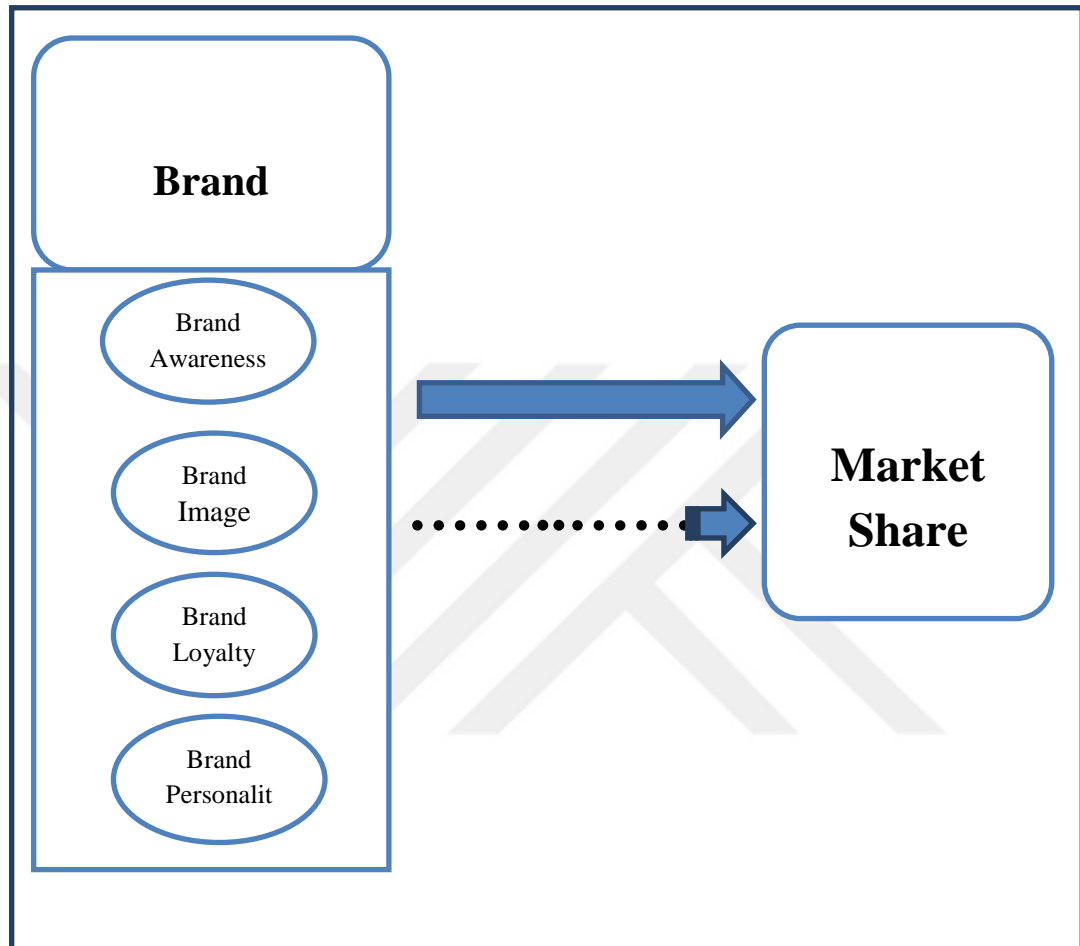 Brand
Brand
Awareness
Brand
Image
Brand
Loyalty
Brand
Personalit
Market
Share